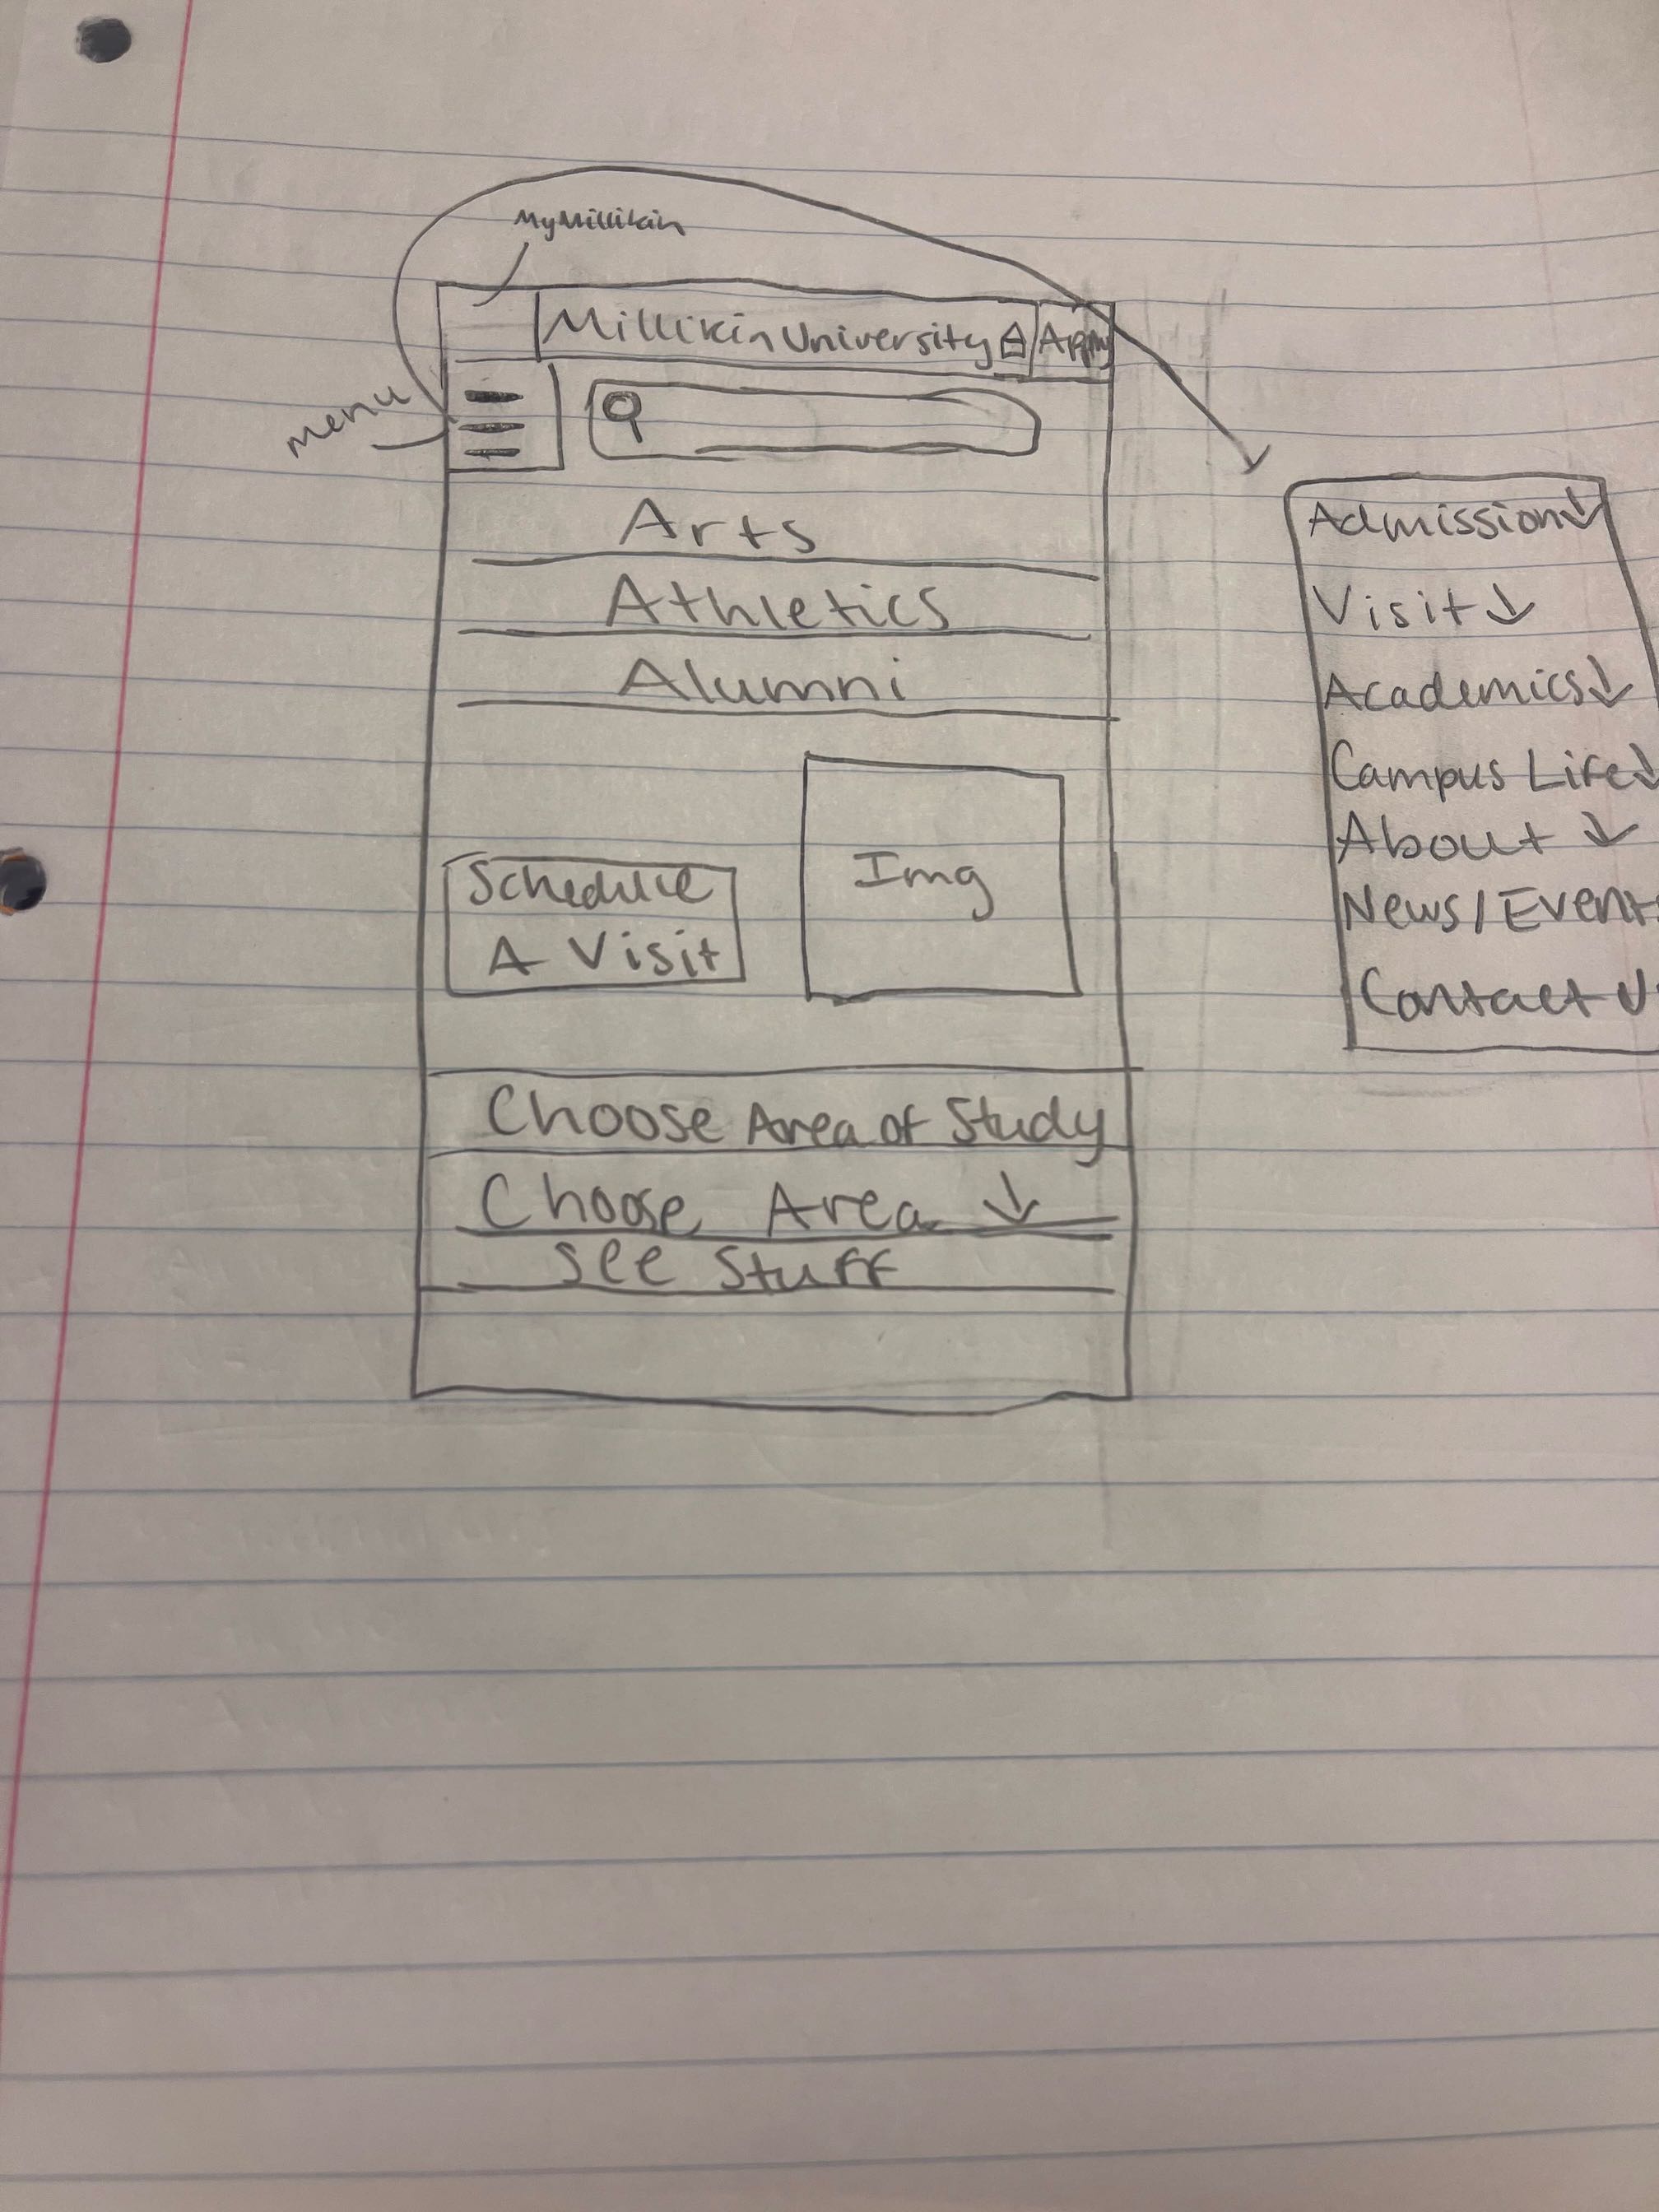 MyMillikin
Millikin University Apply
menu
Arts
Athletics
Alumni
Schedule
A Visit
Img
Choose Area of Study
Choose Area ↓
See Stuff
Admission ↓
Visit ↓
Academics ↓
Campus Life ↓
About ↓
News/Events
Contact